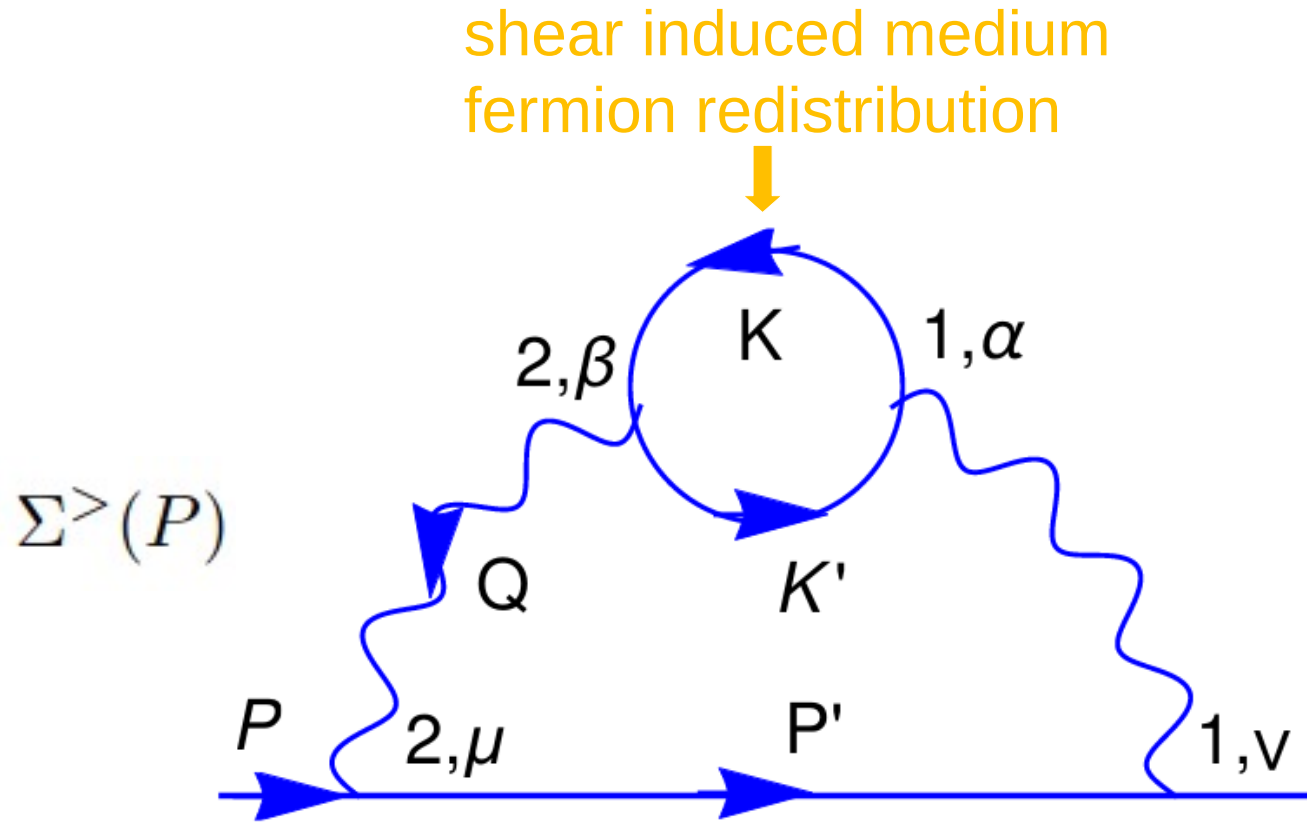 shear induced medium
fermion redistribution
K
1,α
2,β
Σ^>(P)
Q
K'
P
2,μ
P'
1,ν